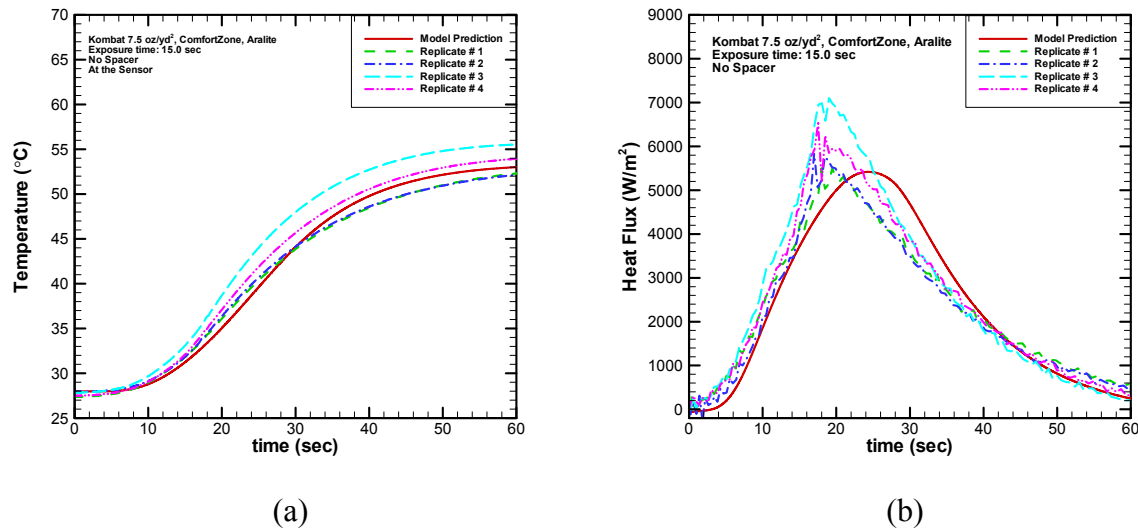 Kombat 7.5 oz/yd², ComfortZone, Aralite
Exposure time: 15.0 sec
No Spacer
At the Sensor
Model Prediction
Replicate # 1
Replicate # 2
Replicate # 3
Replicate # 4
70
65
60
55
50
45
40
35
30
25
Temperature (°C)
0 10 20 30 40 50 60
time (sec)
(a)
Kombat 7.5 oz/yd², ComfortZone, Aralite
Exposure time: 15.0 sec
No Spacer
Model Prediction
Replicate # 1
Replicate # 2
Replicate # 3
Replicate # 4
9000
8000
7000
6000
5000
4000
3000
2000
1000
0
Heat Flux (W/m²)
0 10 20 30 40 50 60
time (sec)
(b)